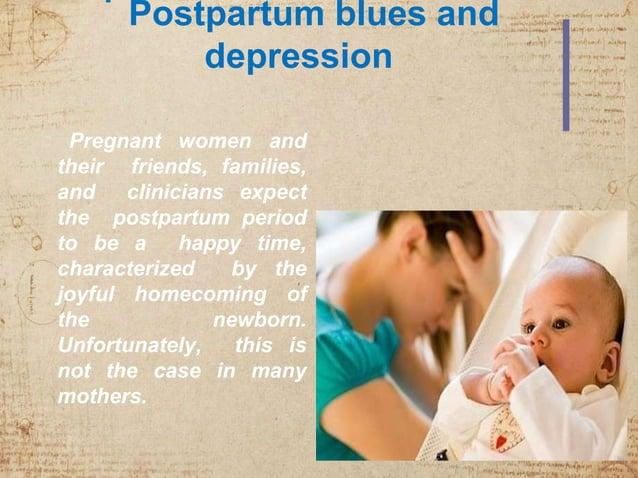 Postpartum blues and
depression
Pregnant women and
their friends, families,
and clinicians expect
the postpartum period
to be a happy time,
characterized by the
joyful homecoming of
the newborn.
Unfortunately, this is
not the case in many
mothers.